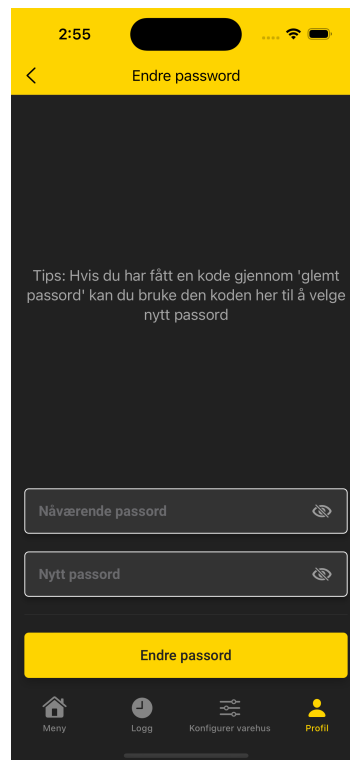 2:55
Endre password
Tips: Hvis du har fått en kode gjennom 'glemt
passord' kan du bruke den koden her til å velge
nytt passord
Nåværende passord
Nytt passord
Endre passord
Meny
Logg
Konfigurer varehus
Profil